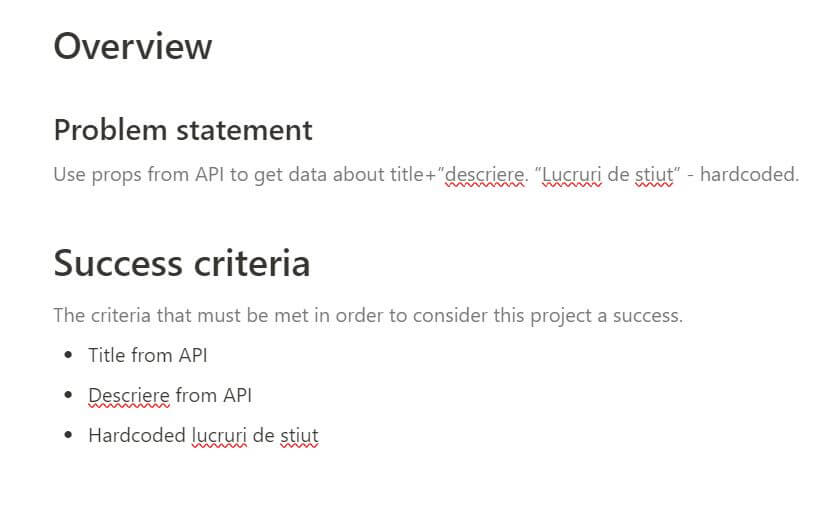 Overview
Problem statement
Use props from API to get data about title+”descriere. “Lucruri de stiut” - hardcoded.
Success criteria
The criteria that must be met in order to consider this project a success.
• Title from API
• Descriere from API
• Hardcoded lucruri de stiut